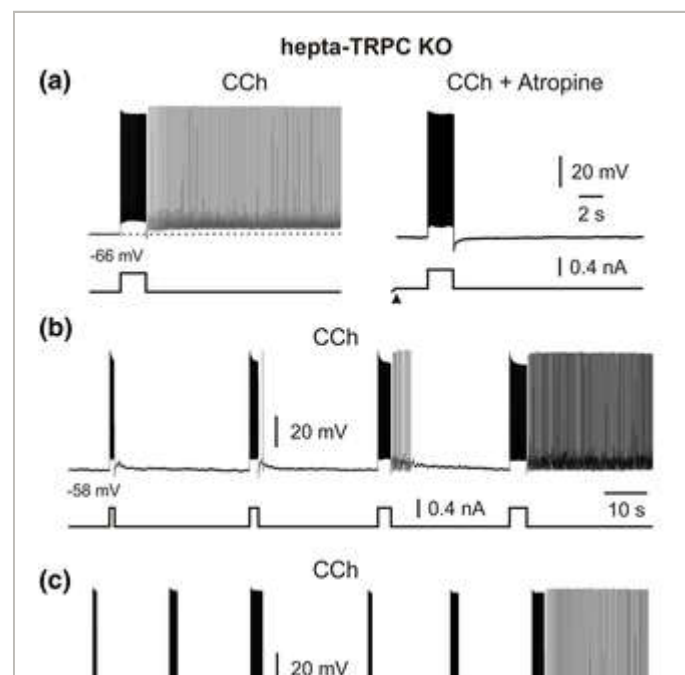 hepta-TRPC KO
(a)
CCh
CCh + Atropine
20 mV
2 s
-66 mV
0.4 nA
(b)
CCh
20 mV
-58 mV
0.4 nA
10 s
(c)
CCh
20 mV